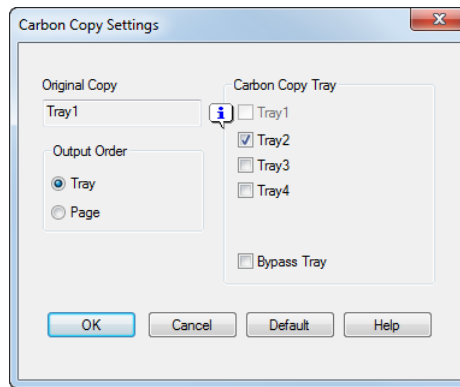 Carbon Copy Settings
Original Copy
Tray1
Output Order
Tray
Page
Carbon Copy Tray
Tray1
Tray2
Tray3
Tray4
Bypass Tray
OK
Cancel
Default
Help